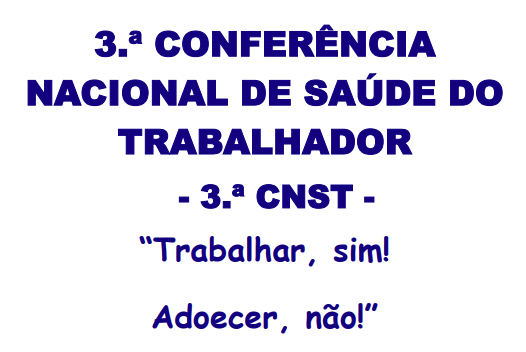 3.ª CONFERÊNCIA
NACIONAL DE SAÚDE DO
TRABALHADOR
- 3.ª CNST -
“Trabalhar, sim!
Adoecer, não!”